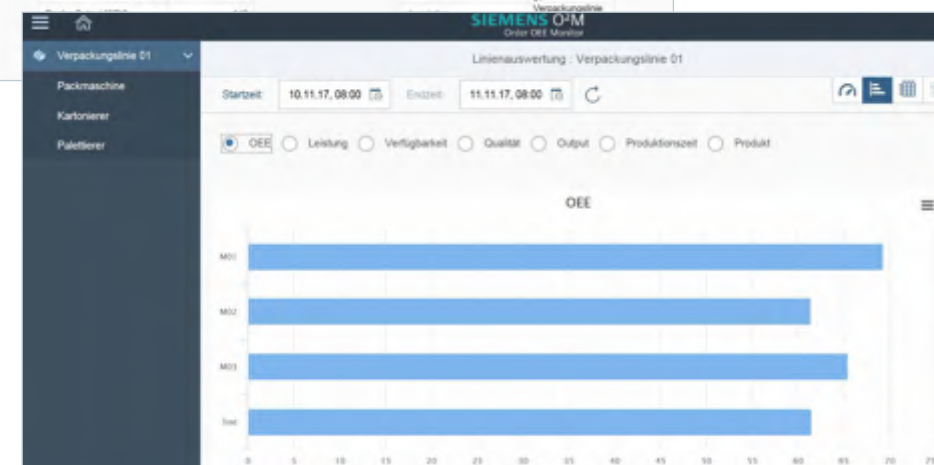 Verpackungslinie
SIEMENS O²M
Order OEE Monitor
Verpackungslinie 01
Linienauswertung : Verpackungslinie 01
Packmaschine
Startzeit: 10.11.17, 08:00 Endzeit: 11.11.17, 08:00
Kartonierer
Palettierer
OEE Leistung Verfügbarkeit Qualität Output Produktionszeit Produkt
OEE
M01
M02
M03
0 5 10 15 20 25 30 35 40 45 50 55 60 65 70 75